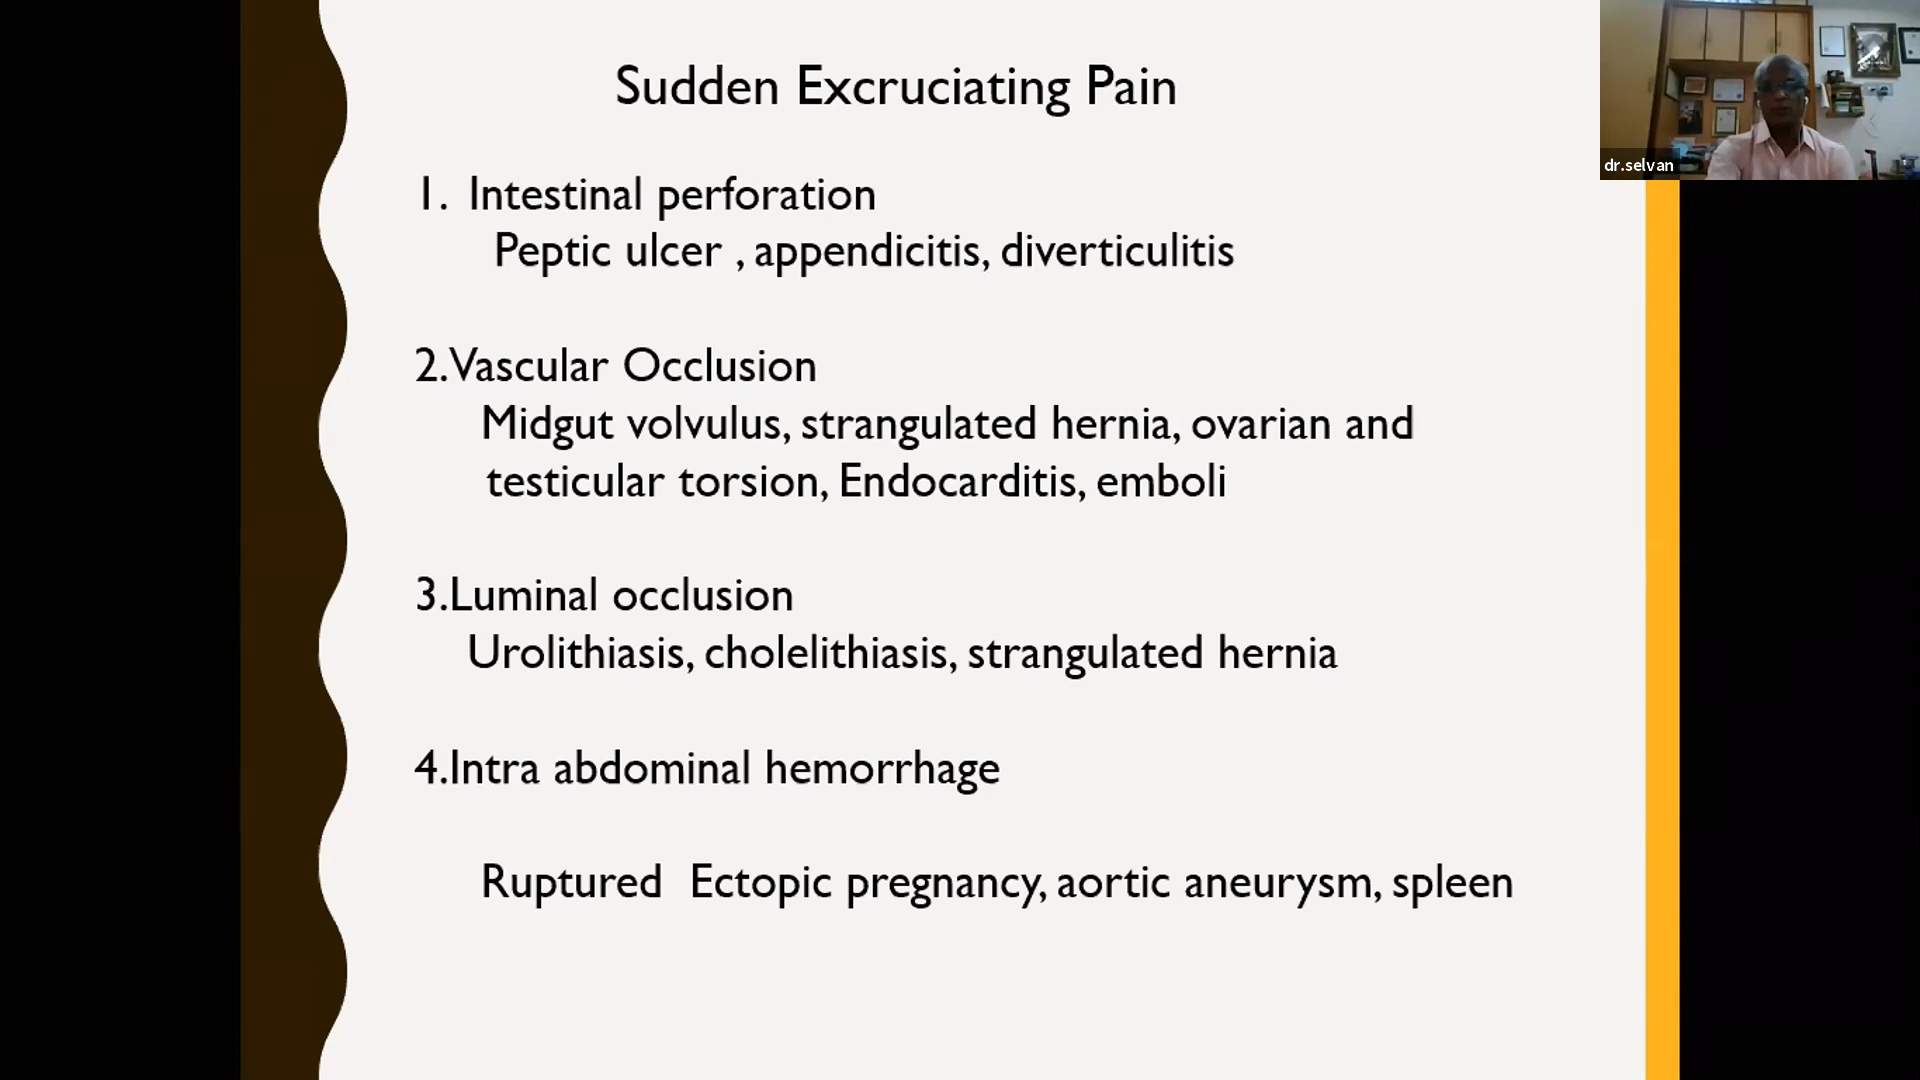 Sudden Excruciating Pain
dr.selvan
1. Intestinal perforation
Peptic ulcer , appendicitis, diverticulitis
2.Vascular Occlusion
Midgut volvulus, strangulated hernia, ovarian and
testicular torsion, Endocarditis, emboli
3.Luminal occlusion
Urolithiasis, cholelithiasis, strangulated hernia
4.Intra abdominal hemorrhage
Ruptured Ectopic pregnancy, aortic aneurysm, spleen